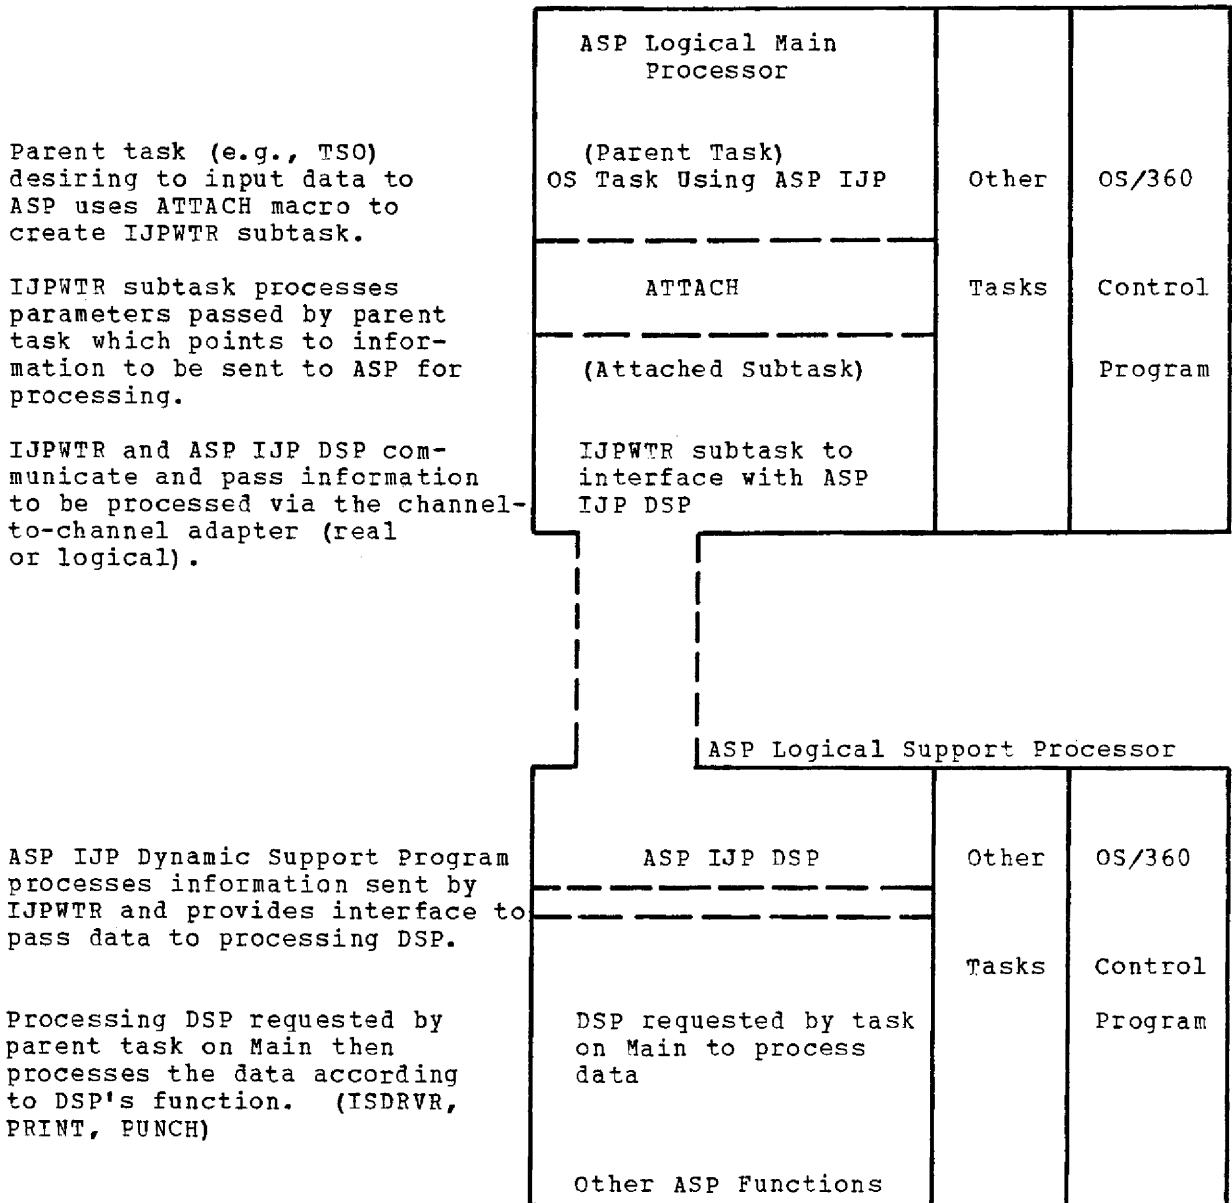 ASP Logical Main
Processor
Parent task (e.g., TSO)
desiring to input data to
ASP uses ATTACH macro to
create IJPWTR subtask.
(Parent Task)
OS Task Using ASP IJP
Other
OS/360
IJPWTR subtask processes
parameters passed by parent
task which points to infor-
mation to be sent to ASP for
processing.
ATTACH
Tasks
Control
(Attached Subtask)
Program
IJPWTR and ASP IJP DSP com-
municate and pass information
to be processed via the channel-
to-channel adapter (real
or logical).
IJPWTR subtask to
interface with ASP
IJP DSP
ASP Logical Support Processor
ASP IJP Dynamic Support Program
processes information sent by
IJPWTR and provides interface to
pass data to processing DSP.
ASP IJP DSP
Other
OS/360
Tasks
Control
Processing DSP requested by
parent task on Main then
processes the data according
to DSP's function. (ISDRVR,
PRINT, PUNCH)
DSP requested by task
on Main to process
data
Program
Other ASP Functions